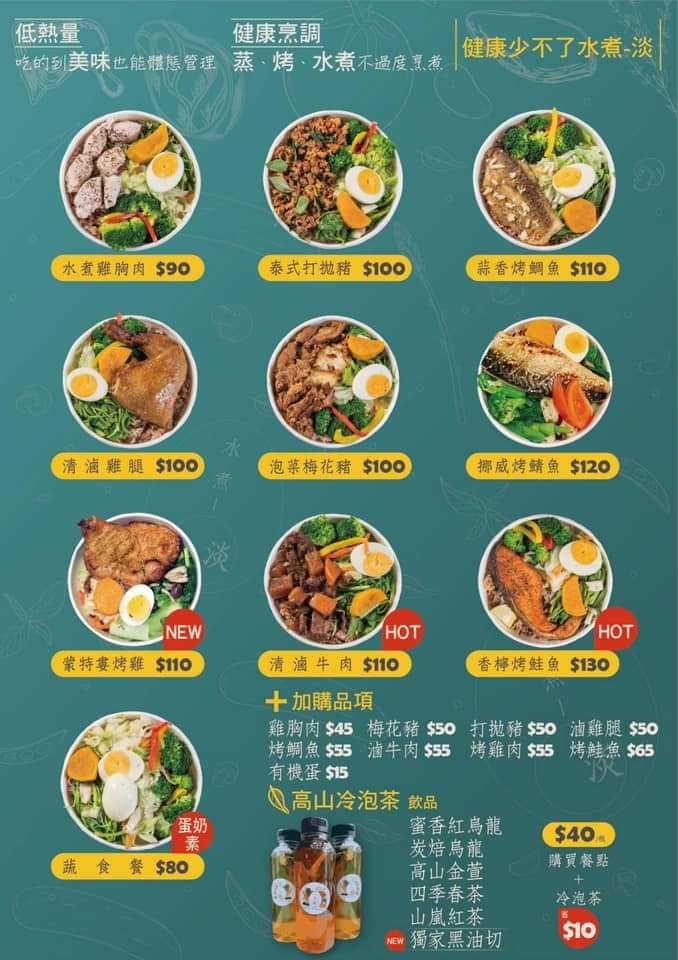 低熱量
吃的到美味也能體態管理
健康烹調
蒸、烤、水煮不過度烹煮
健康少不了水煮-淡
水煮雞胸肉 $90
泰式打拋豬 $100
蒜香烤鯛魚 $110
清滷雞腿 $100
泡菜梅花豬 $100
挪威烤鯖魚 $120
水煮-淡
NEW
蒙特婁烤雞 $110
HOT
清滷牛肉 $110
HOT
香檸烤鮭魚 $130
蛋奶
素
蔬食餐 $80
+加購品項
雞胸肉 $45 梅花豬 $50 打拋豬 $50 滷雞腿 $50
烤鯛魚 $55 滷牛肉 $55 烤雞肉 $55 烤鮭魚 $65
有機蛋 $15
高山冷泡茶 飲品
蜜香紅烏龍
炭焙烏龍
高山金萱
四季春茶
山嵐紅茶
NEW 獨家黑油切
$40/瓶
購買餐點
+
冷泡茶
省
$10